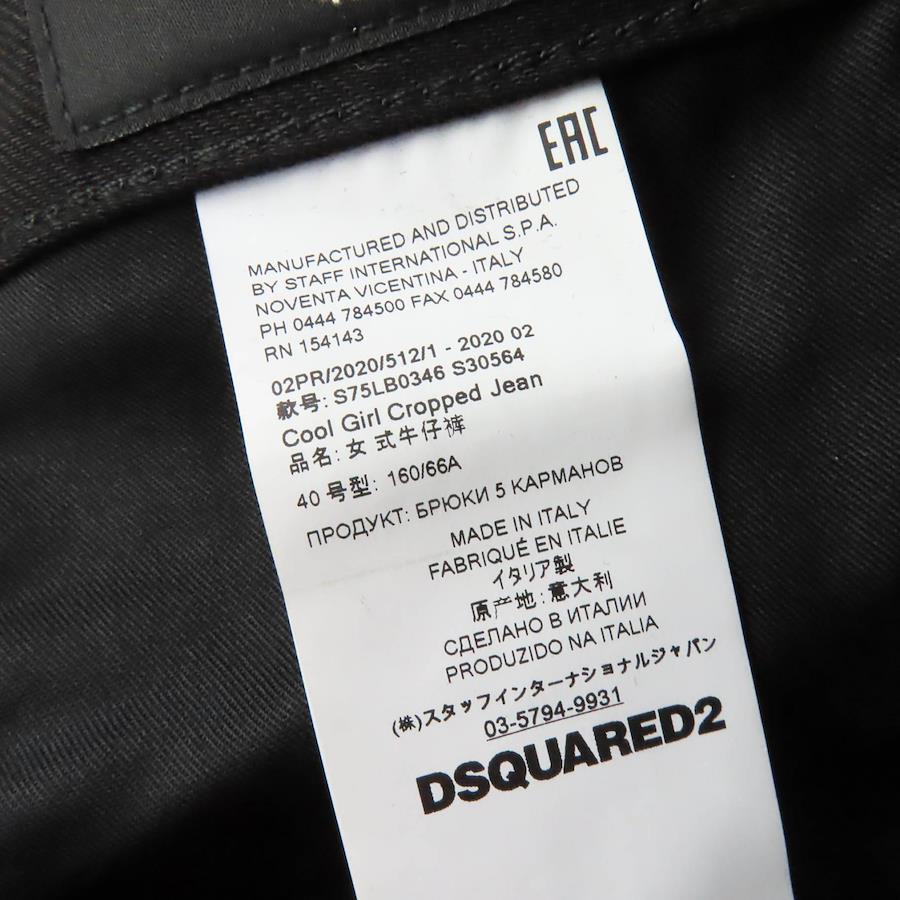 EAC
MANUFACTURED AND DISTRIBUTED
BY STAFF INTERNATIONAL S.P.A.
NOVENTA VICENTINA - ITALY
PH 0444 784500 FAX 0444 784580
RN 154143
02PR/2020/512/1 - 2020 02
款号: S75LB0346 S30564
Cool Girl Cropped Jean
品名: 女 式牛仔裤
40 号型: 160/66A
ПРОДУКТ: БРЮКИ 5 КАРМАНОВ
MADE IN ITALY
FABRIQUÉ EN ITALIE
イタリア製
原产地: 意大利
СДЕЛАНО В ИТАЛИИ
PRODUZIDO NA ITALIA
(株)スタッフインターナショナルジャパン
03-5794-9931
DSQUARED2